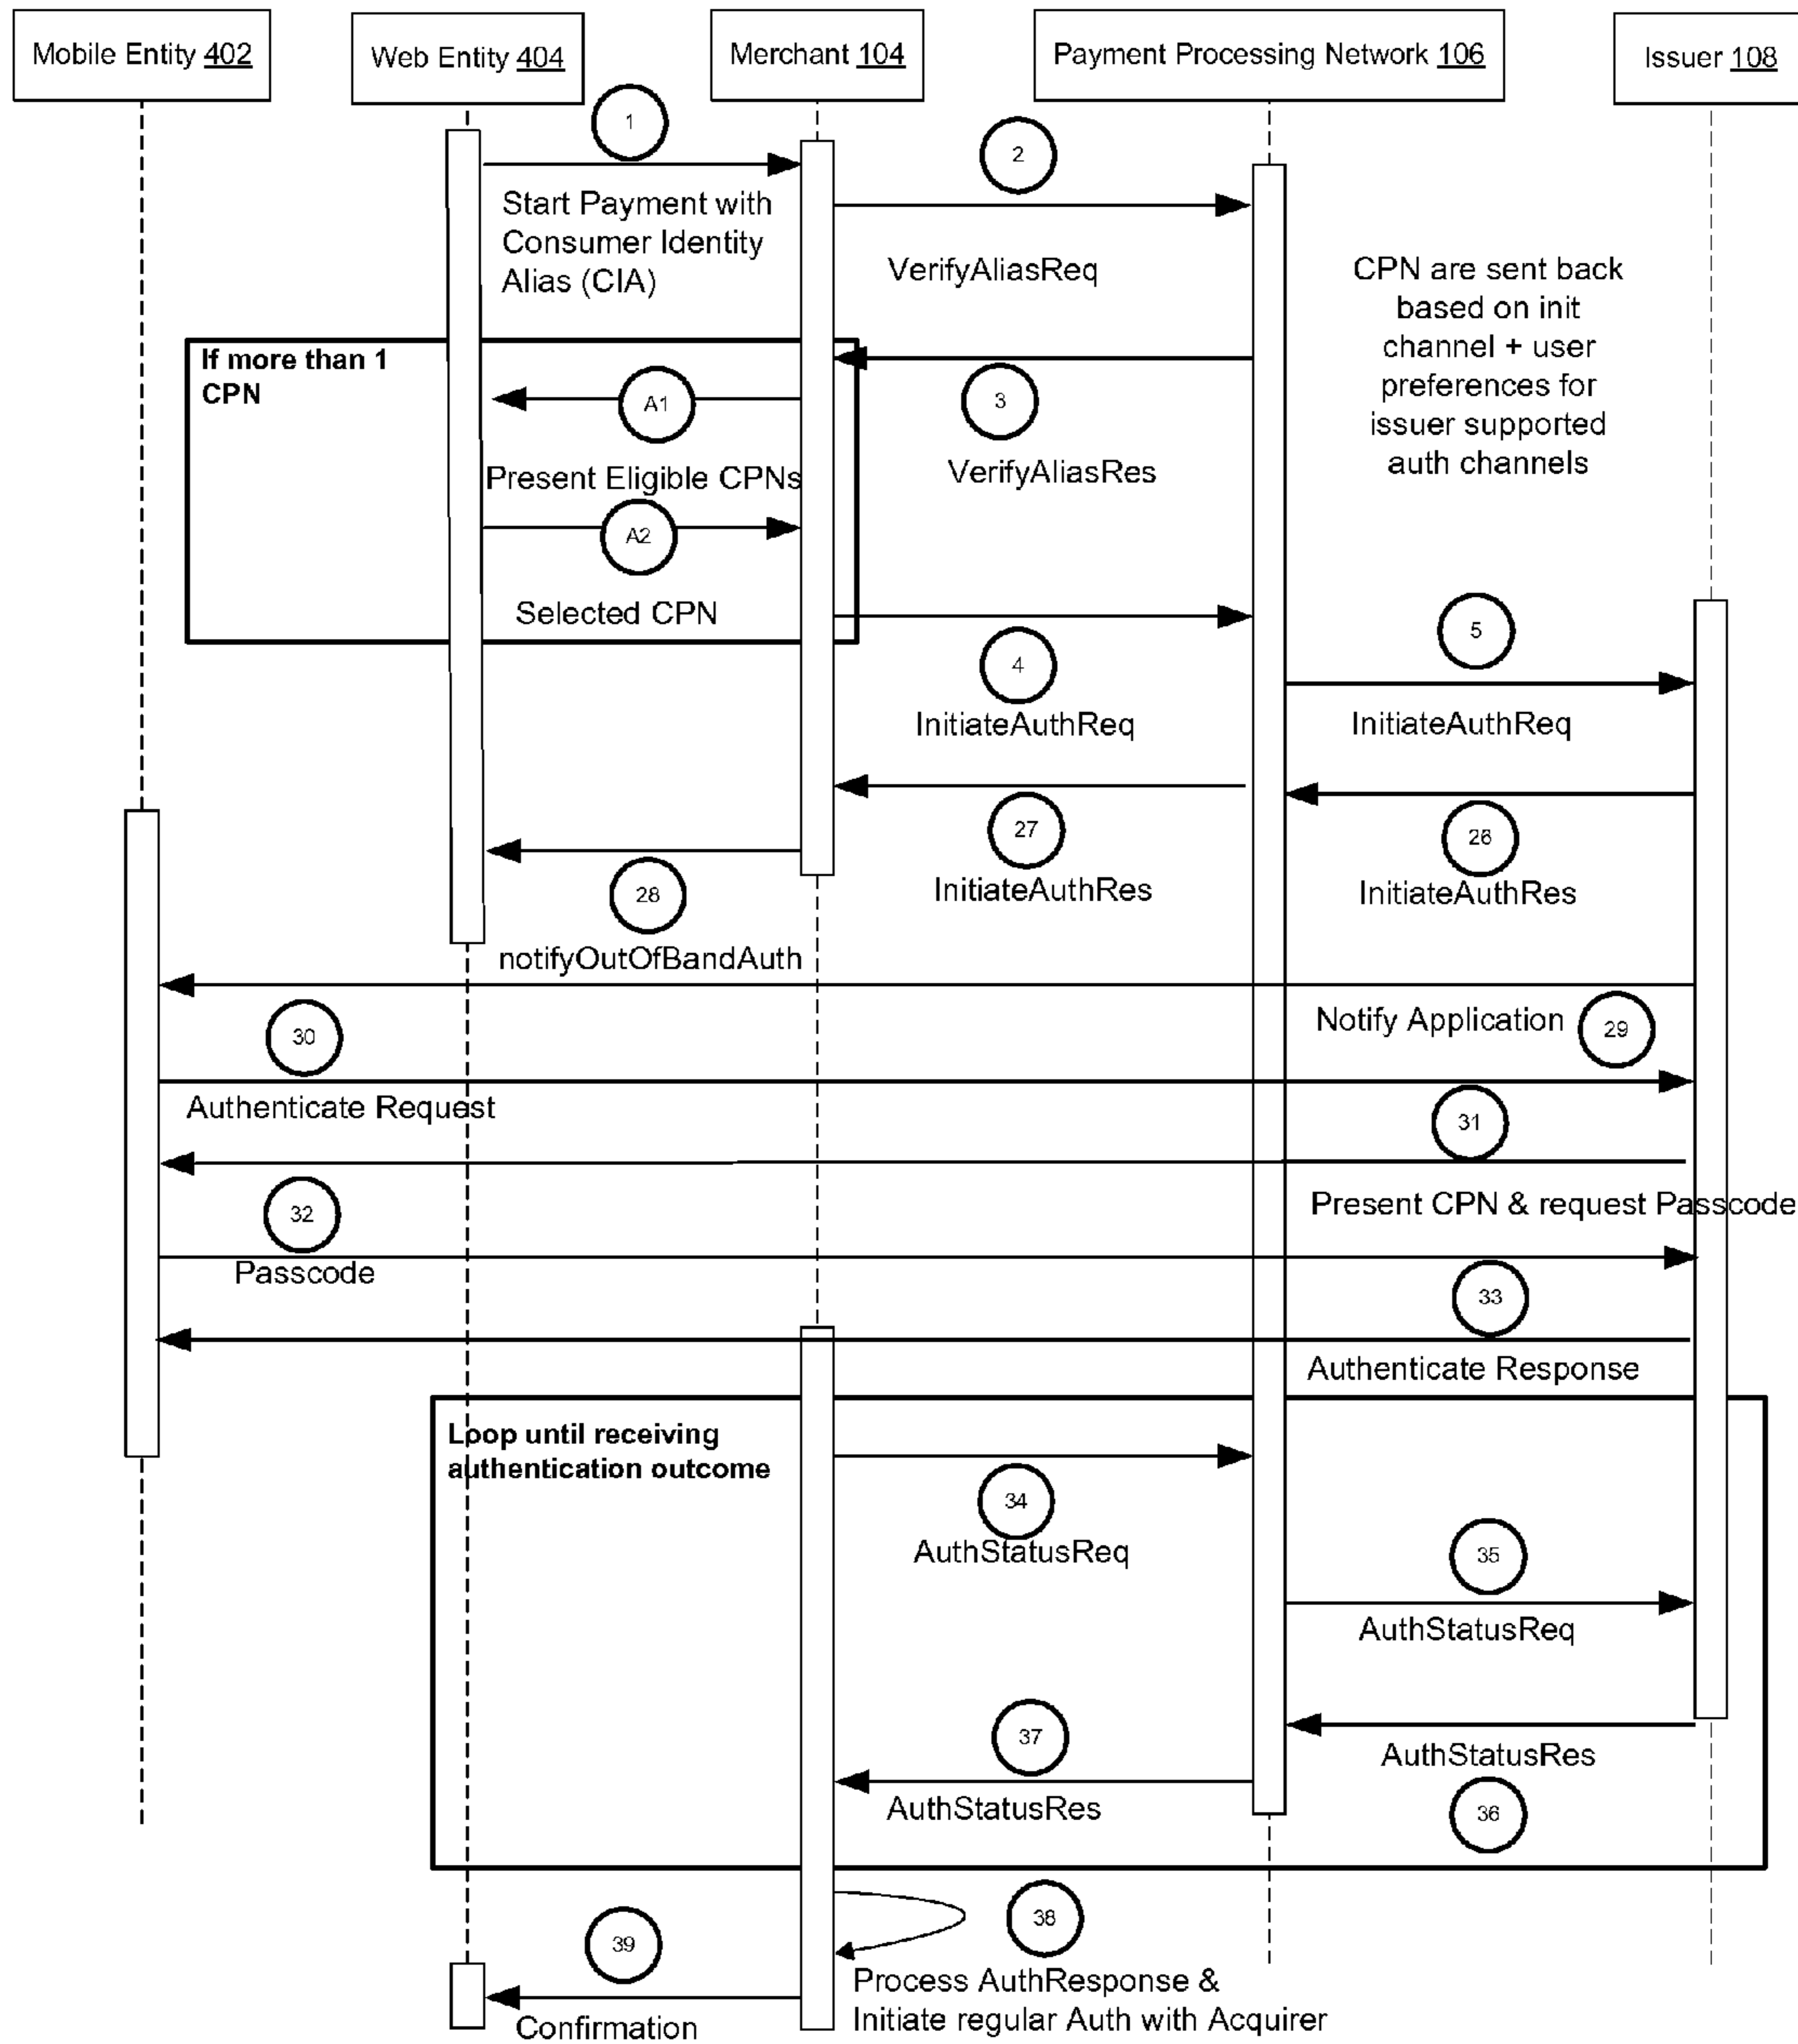 Mobile Entity 402
Web Entity 404
Merchant 104
Payment Processing Network 106
Issuer 108
1
Start Payment with
Consumer Identity
Alias (CIA)
2
VerifyAliasReq
CPN are sent back
based on init
channel + user
preferences for
issuer supported
auth channels
If more than 1
CPN
A1
Present Eligible CPNs
3
VerifyAliasRes
A2
Selected CPN
4
InitiateAuthReq
5
InitiateAuthReq
27
InitiateAuthRes
26
InitiateAuthRes
28
notifyOutOfBandAuth
Notify Application
29
30
Authenticate Request
31
Present CPN & request Passcode
32
Passcode
33
Authenticate Response
Loop until receiving
authentication outcome
34
AuthStatusReq
35
AuthStatusReq
AuthStatusRes
36
37
AuthStatusRes
38
Process AuthResponse &
Initiate regular Auth with Acquirer
39
Confirmation